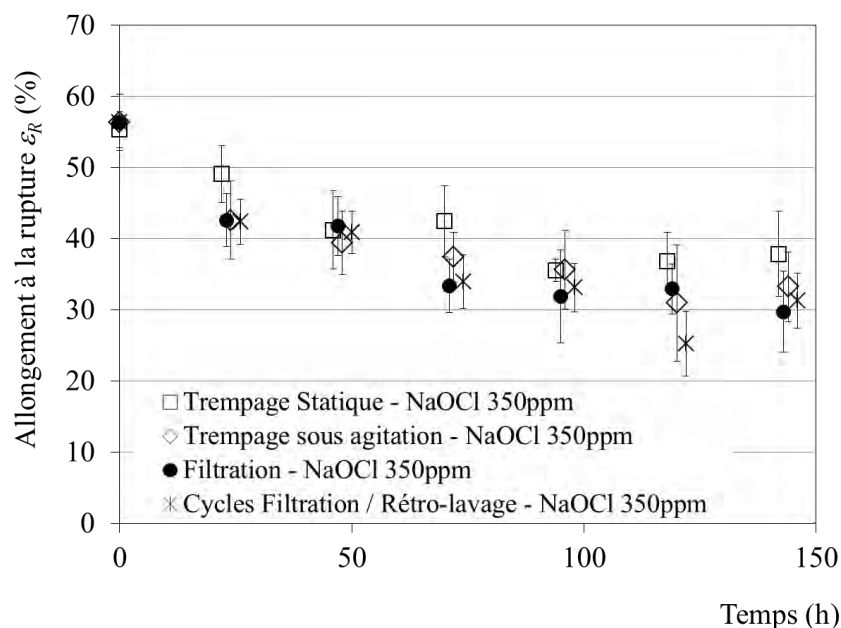 70
60
50
40
30
20
10
0
Allongement à la rupture εR (%)
Trempage Statique - NaOCl 350ppm
Trempage sous agitation - NaOCl 350ppm
Filtration - NaOCl 350ppm
Cycles Filtration / Rétro-lavage - NaOCl 350ppm
0 50 100 150
Temps (h)